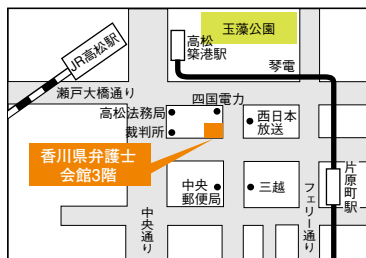 玉藻公園
JR高松駅
高松
築港駅
琴電
瀬戸大橋通り
四国電力
高松法務局
西日本
放送
裁判所
香川県弁護士
会館3階
片原町駅
中央
郵便局
三越
中央通り
フェリー通り